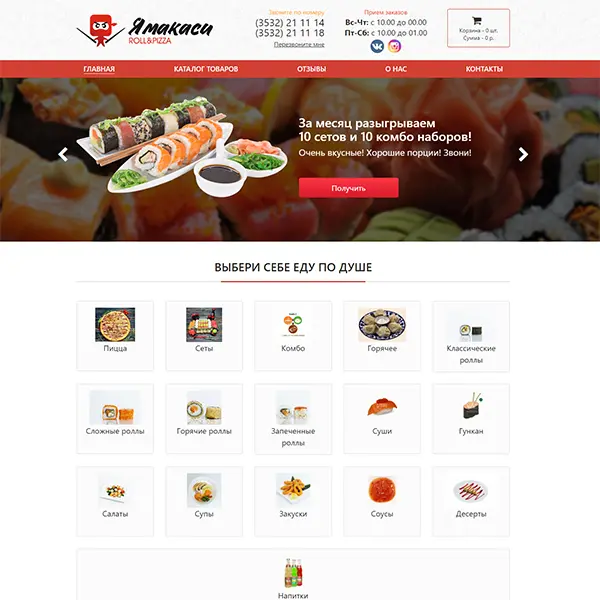 Ямакаси
ROLL&PIZZA
Звоните по номеру
(3532) 21 11 14
(3532) 21 11 18
Перезвоните мне
Прием заказов
Вс-Чт: с 10.00 до 00.00
Пт-Сб: с 10.00 до 01.00
Корзина - 0 шт.
Сумма - 0 р.
ГЛАВНАЯ КАТАЛОГ ТОВАРОВ ОТЗЫВЫ О НАС КОНТАКТЫ
За месяц разыгрываем
10 сетов и 10 комбо наборов!
Очень вкусные! Хорошие порции! Звони!
Получить
ВЫБЕРИ СЕБЕ ЕДУ ПО ДУШЕ
Пицца
Сеты
Комбо
Горячее
Классические
роллы
Сложные роллы
Горячие роллы
Запеченные
роллы
Суши
Гункан
Салаты
Супы
Закуски
Соусы
Десерты
Напитки